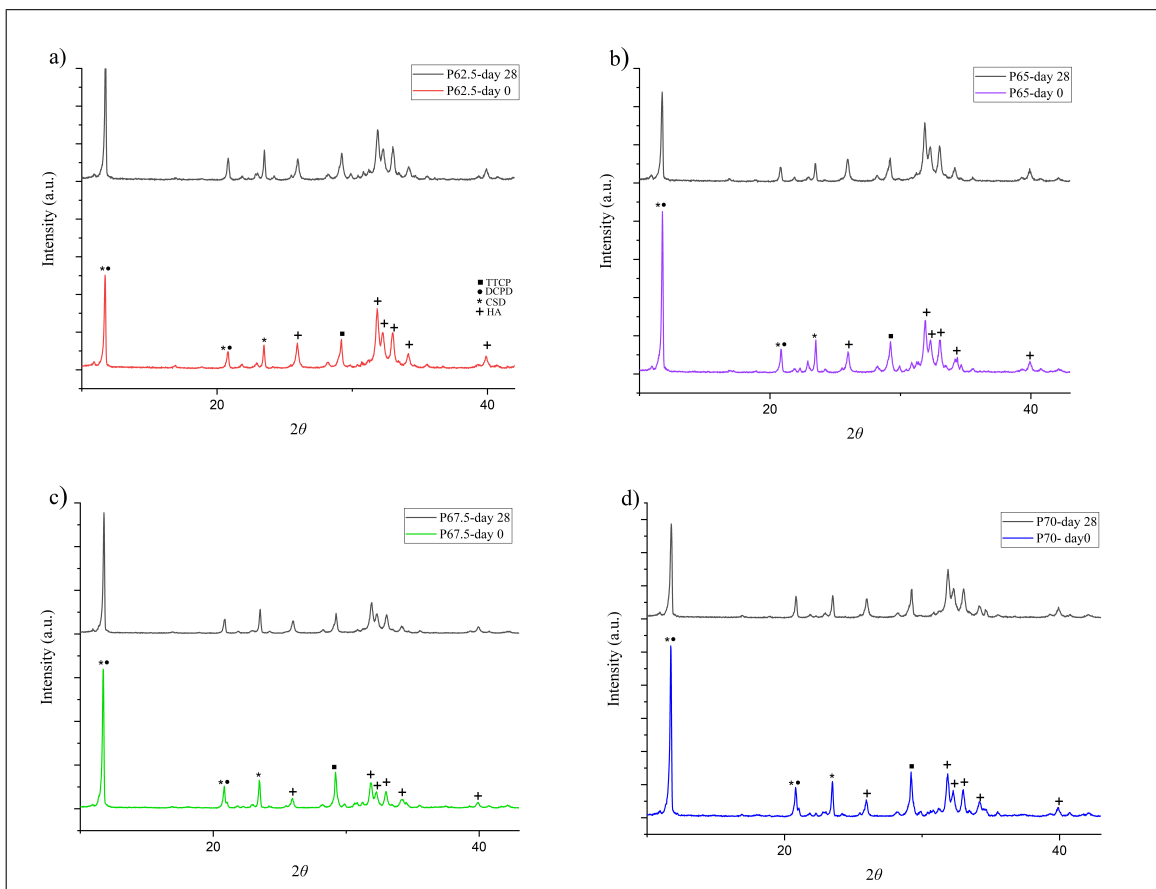 a)
P62.5-day 28
P62.5-day 0
Intensity (a.u.)
*●
*●
*
+
■
+
+
+
+
+
■ TTCP
● DCPD
* CSD
+ HA
20
40
2θ
b)
P65-day 28
P65-day 0
Intensity (a.u.)
*●
*●
*
+
■
+
+
+
+
+
20
40
2θ
c)
P67.5-day 28
P67.5-day 0
Intensity (a.u.)
*●
*●
*
+
■
+
+
+
+
+
20
40
2θ
d)
P70-day 28
P70- day0
Intensity (a.u.)
*●
*●
*
+
■
+
+
+
+
+
20
40
2θ